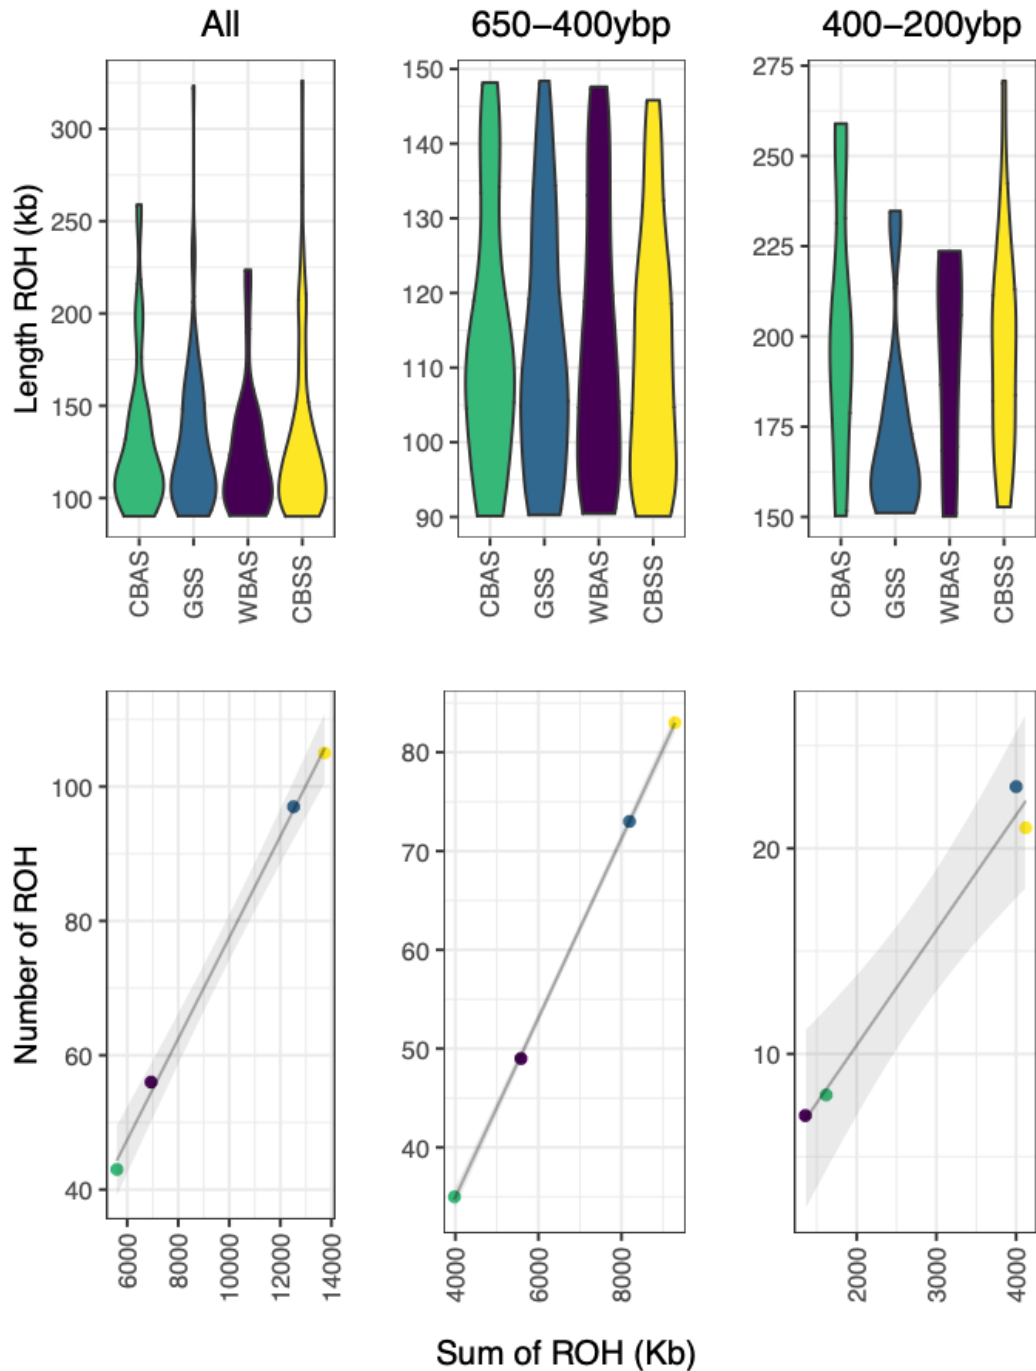 All 650–400ybp 400–200ybp
Length ROH (kb)
300
250
200
150
100
150
140
130
120
110
100
90
275
250
225
200
175
150
CBAS GSS WBAS CBSS
CBAS GSS WBAS CBSS
CBAS GSS WBAS CBSS
Number of ROH
100
80
60
40
80
70
60
50
40
20
10
6000 8000 10000 12000 14000
4000 6000 8000
2000 3000 4000
Sum of ROH (Kb)